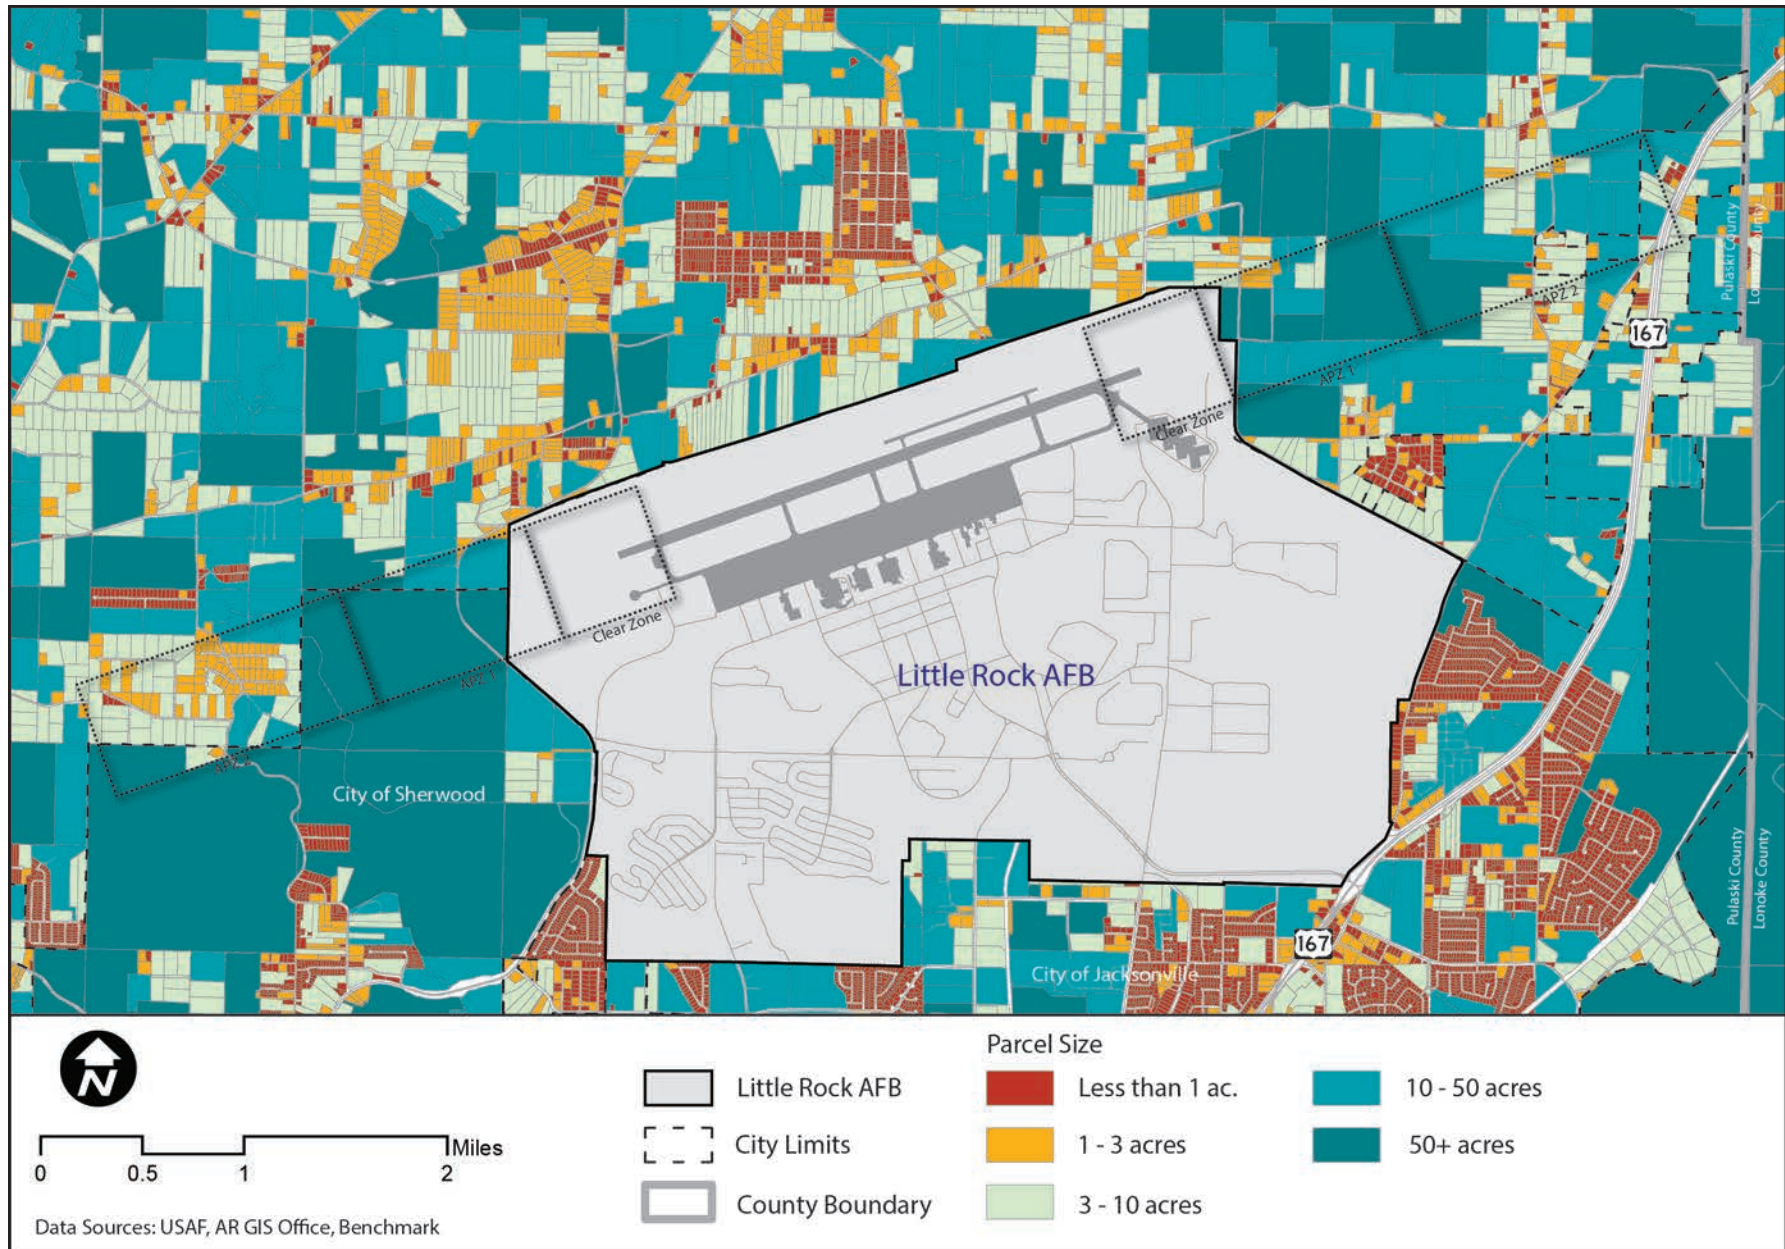 Pulaski County
Lonoke County
APZ 2
167
APZ 1
Clear Zone
Clear Zone
Little Rock AFB
APZ 1
APZ 2
City of Sherwood
Pulaski County
Lonoke County
167
City of Jacksonville
N
Miles
0 0.5 1 2
Data Sources: USAF, AR GIS Office, Benchmark
Little Rock AFB
City Limits
County Boundary
Parcel Size
Less than 1 ac.
1 - 3 acres
3 - 10 acres
10 - 50 acres
50+ acres